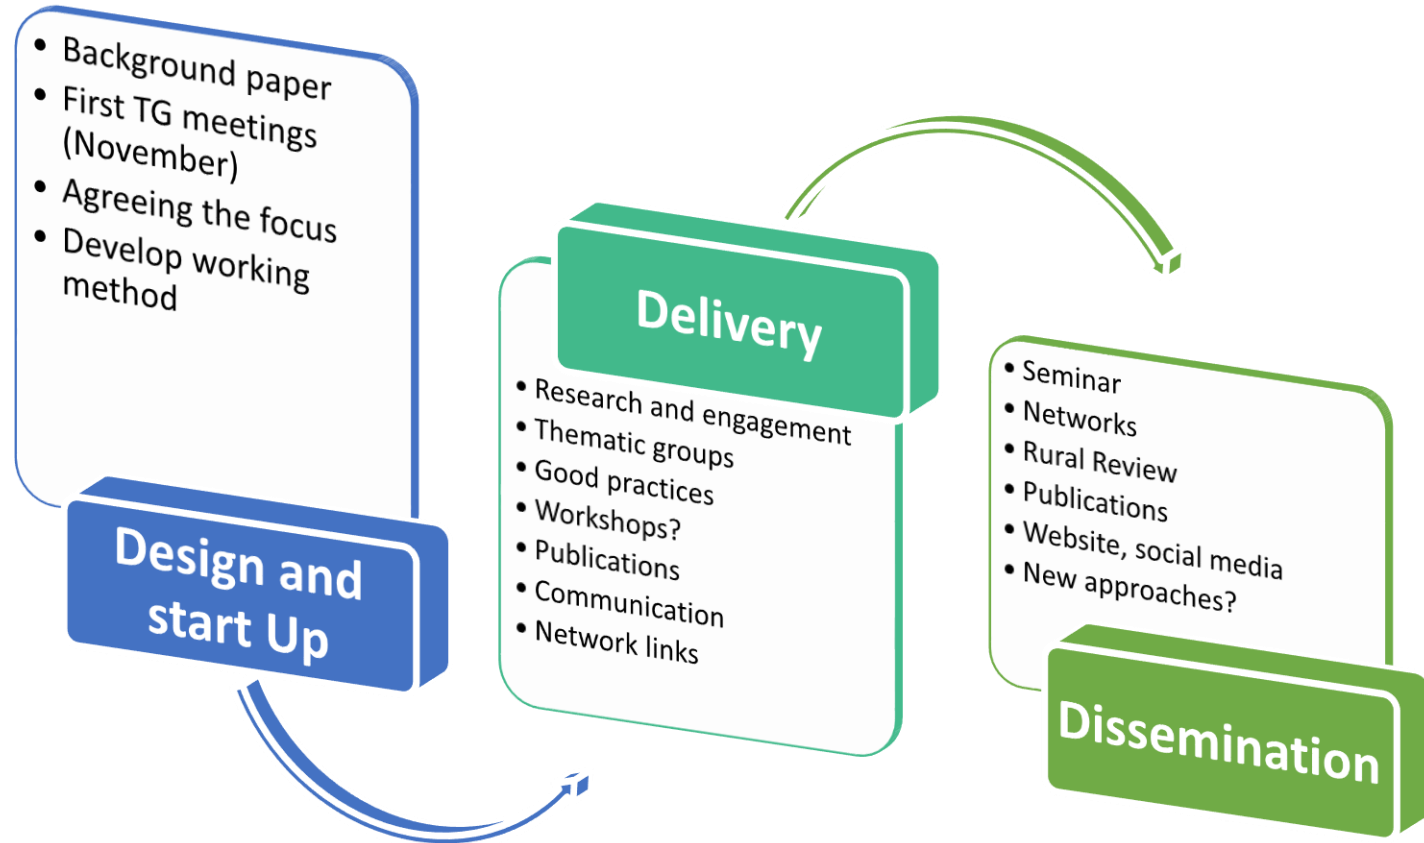 • Background paper
• First TG meetings
(November)
• Agreeing the focus
• Develop working
method
Design and
start Up
Delivery
• Research and engagement
• Thematic groups
• Good practices
• Workshops?
• Publications
• Communication
• Network links
• Seminar
• Networks
• Rural Review
• Publications
• Website, social media
• New approaches?
Dissemination